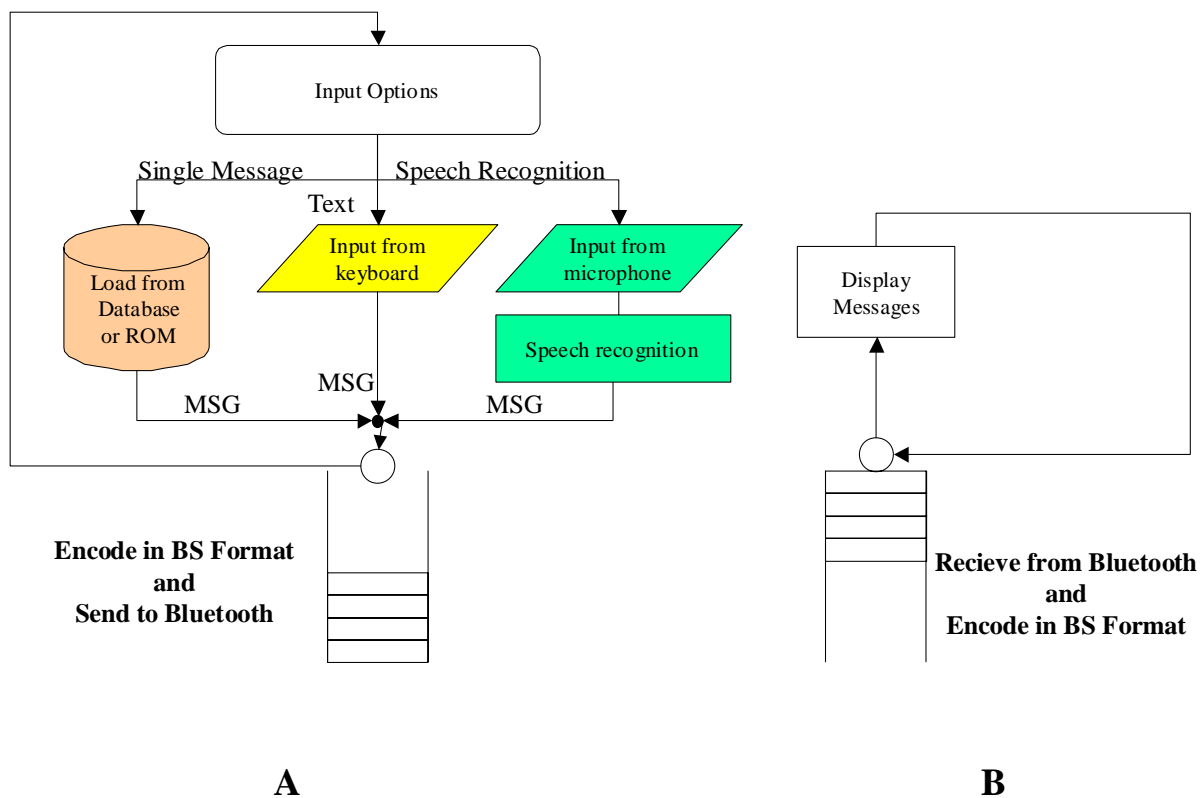 Input Options
Single Message
Speech Recognition
Text
Load from
Database
or ROM
Input from
keyboard
Input from
microphone
Speech recognition
MSG
MSG
MSG
Encode in BS Format
and
Send to Bluetooth
A
Display
Messages
Recieve from Bluetooth
and
Encode in BS Format
B